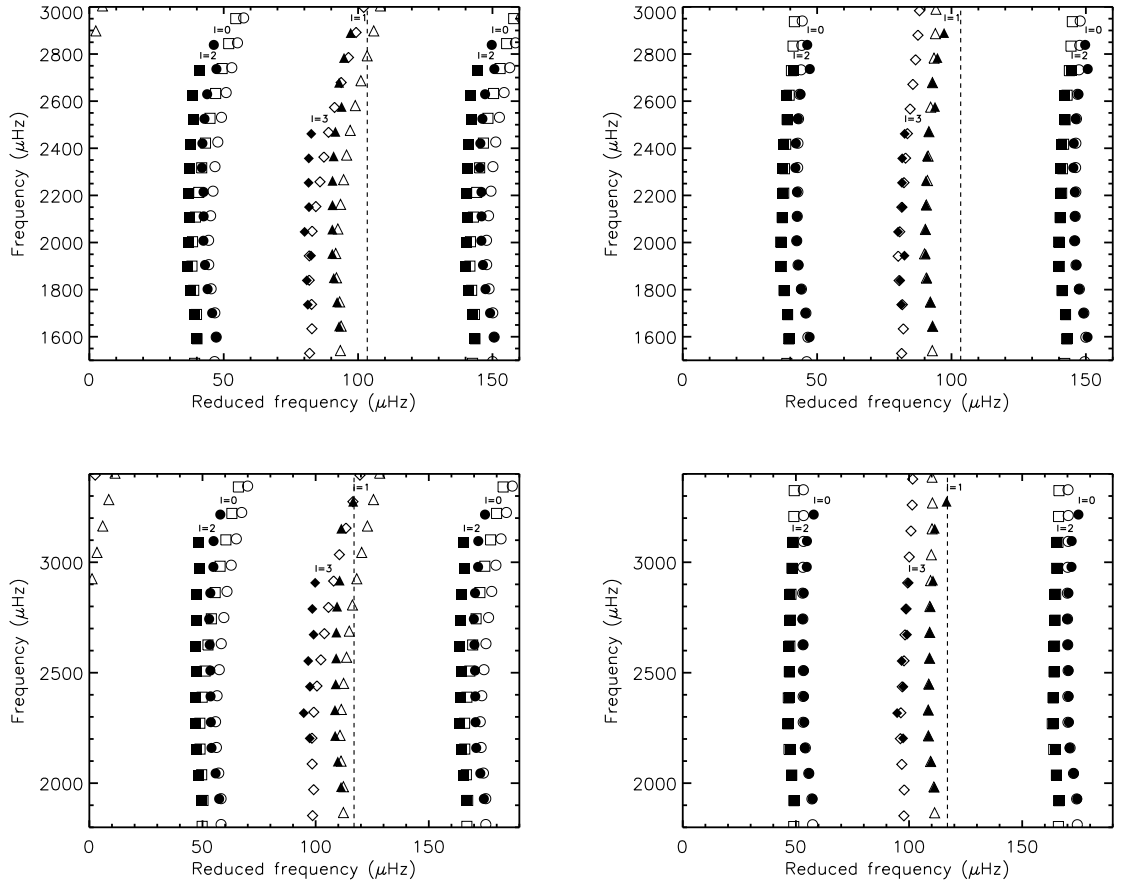 3000
2800
2600
2400
2200
2000
1800
1600
Frequency (μHz)
l=0
l=2
l=3
l=1
l=0
l=2
0
50
100
150
Reduced frequency (μHz)
3000
2800
2600
2400
2200
2000
1800
1600
Frequency (μHz)
l=0
l=2
l=3
l=1
l=0
l=2
0
50
100
150
Reduced frequency (μHz)
3000
2500
2000
Frequency (μHz)
l=0
l=2
l=3
l=1
l=0
l=2
0
50
100
150
Reduced frequency (μHz)
3000
2500
2000
Frequency (μHz)
l=0
l=2
l=3
l=1
l=0
l=2
0
50
100
150
Reduced frequency (μHz)